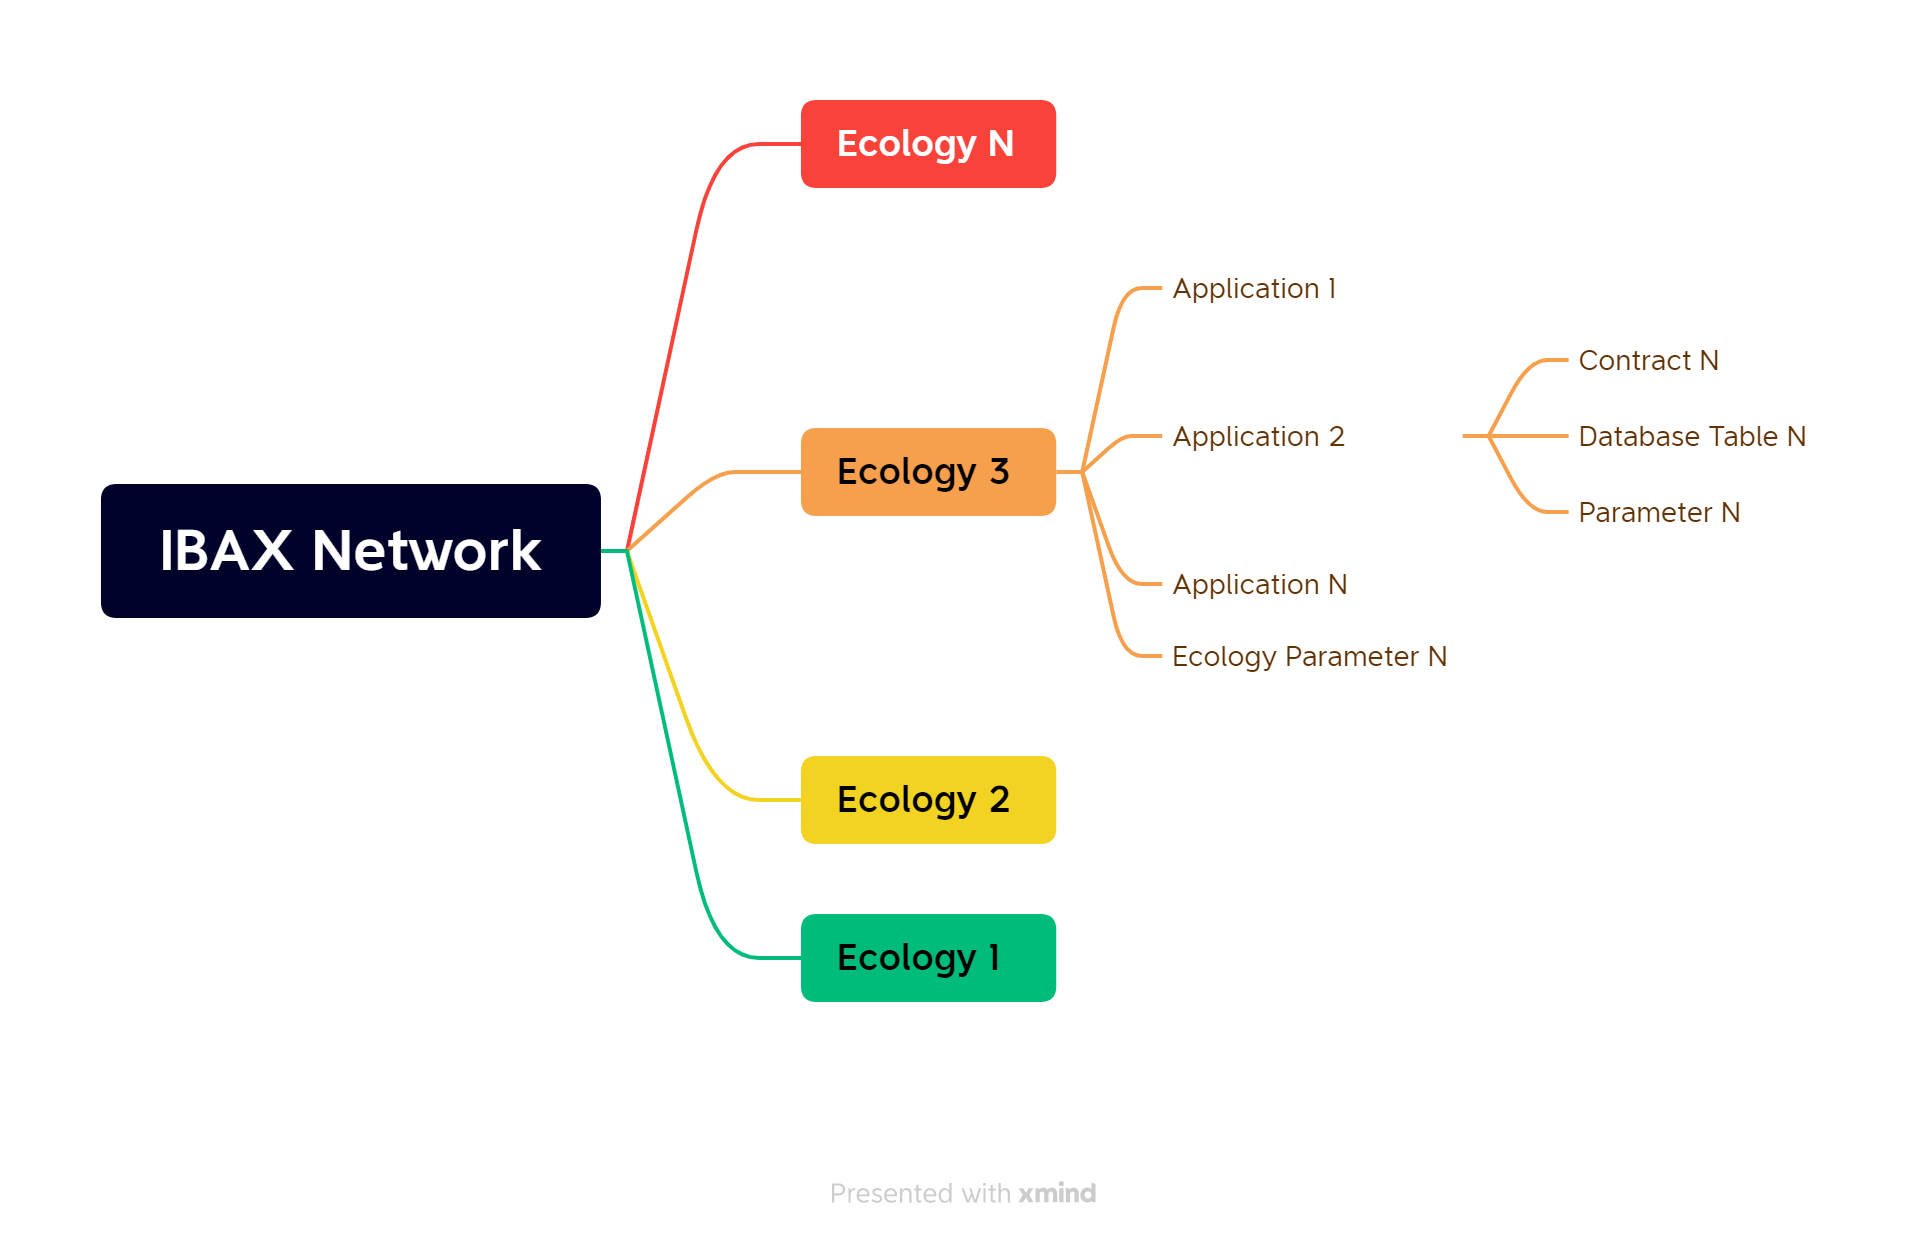 IBAX Network
Ecology N
Ecology 3
Application 1
Application 2
Contract N
Database Table N
Parameter N
Application N
Ecology Parameter N
Ecology 2
Ecology 1
Presented with xmind